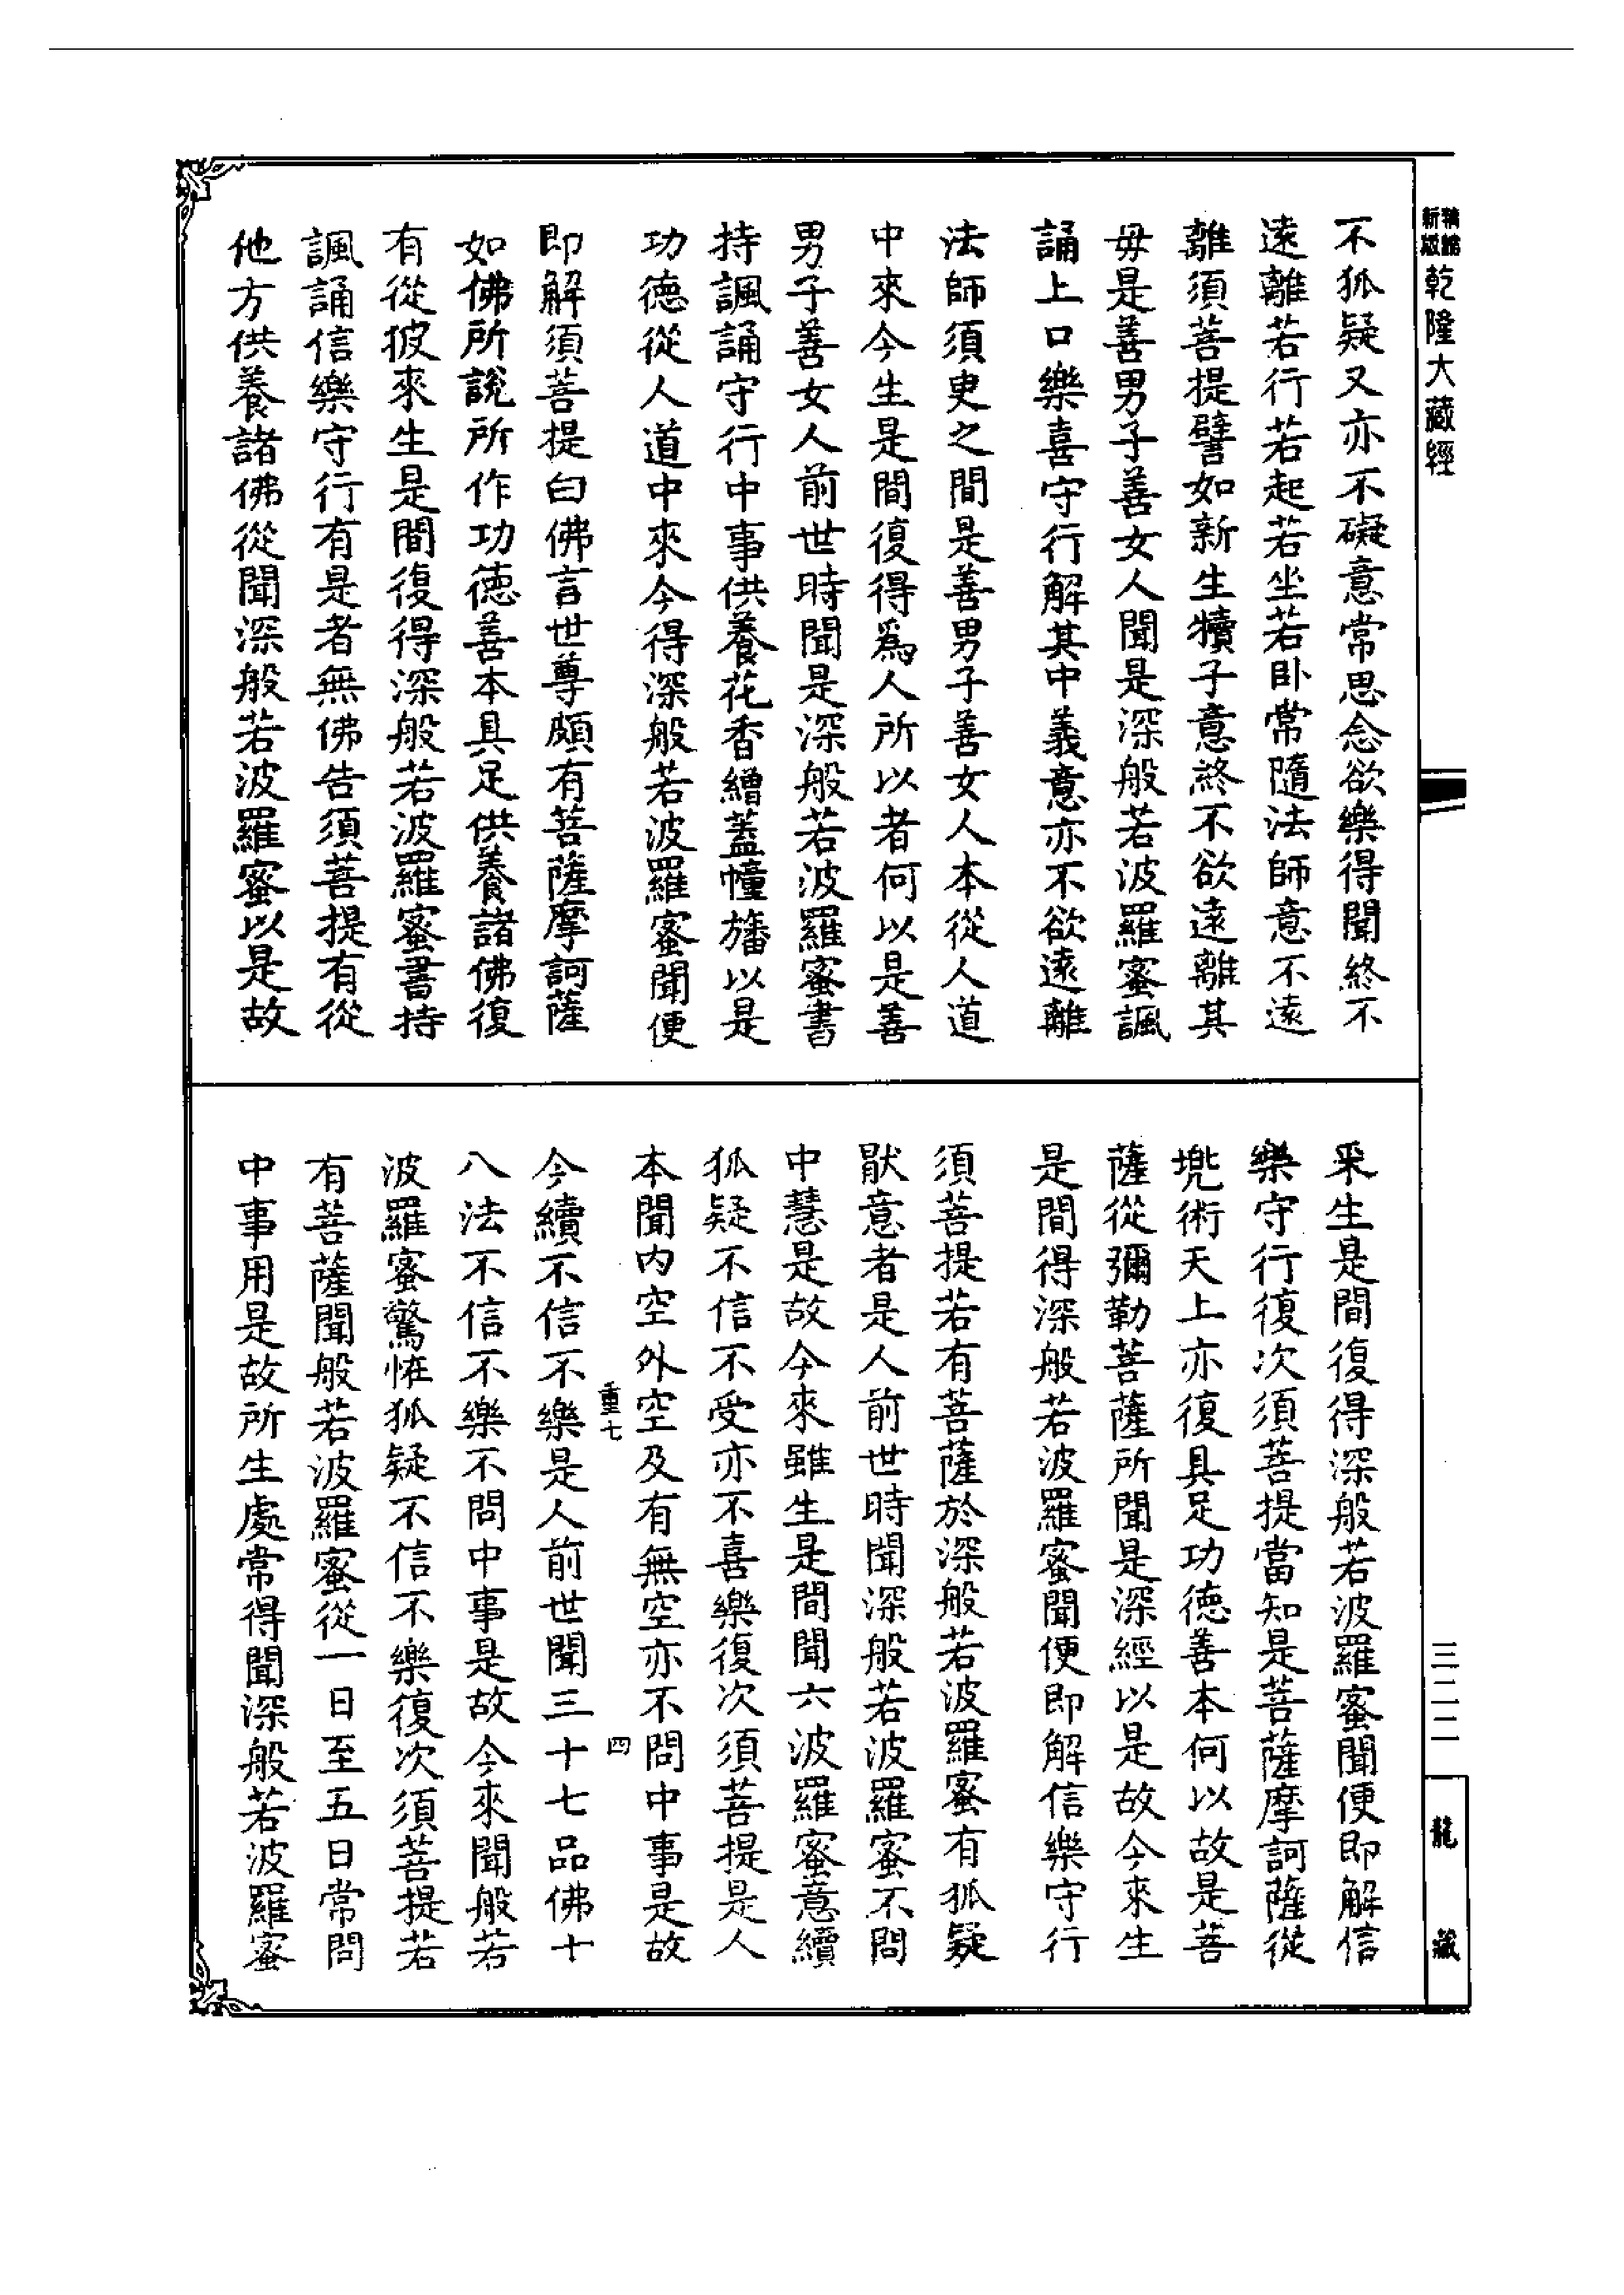 新版
精縮
乾隆大藏經
不狐疑又亦不礙意常思念欲樂得聞終不
遠離若行若起若坐若卧常隨法師意不遠
離須菩提譬如新生犢子意終不欲遠離其
母是善男子善女人聞是深般若波羅蜜諷
誦上口樂喜守行解其中義意亦不欲遠離
法師須臾之間是善男子善女人本從人道
中來今生是間復得為人所以者何以是善
男子善女人前世時聞是深般若波羅蜜書
持諷誦守行中事供養花香繒蓋幢旛以是
功德從人道中來今得深般若波羅蜜聞便
即解須菩提白佛言世尊頗有菩薩摩訶薩
如佛所說所作功德善本具足供養諸佛復
有從彼來生是間復得深般若波羅蜜書持
諷誦信樂守行有是者無佛告須菩提有從
他方供養諸佛從聞深般若波羅蜜以是故
來生是間復得深般若波羅蜜聞便即解信
樂守行復次須菩提當知是菩薩摩訶薩從
兠術天上亦復具足功德善本何以故是菩
薩從彌勒菩薩所聞是深經以是故今來生
是間得深般若波羅蜜聞便即解信樂守行
須菩提若有菩薩於深般若波羅蜜有狐疑
猒意者是人前世時聞深般若波羅蜜不問
中慧是故今來雖生是間聞六波羅蜜意續
狐疑不信不受亦不喜樂復次須菩提是人
本聞内空外空及有無空亦不問中事是故
重七
四
今續不信不樂是人前世聞三十七品佛十
八法不信不樂不問中事是故今來聞般若
波羅蜜驚恠狐疑不信不樂復次須菩提若
有菩薩聞般若波羅蜜從一日至五日常問
中事用是故所生處常得聞深般若波羅蜜
三二二
龍藏